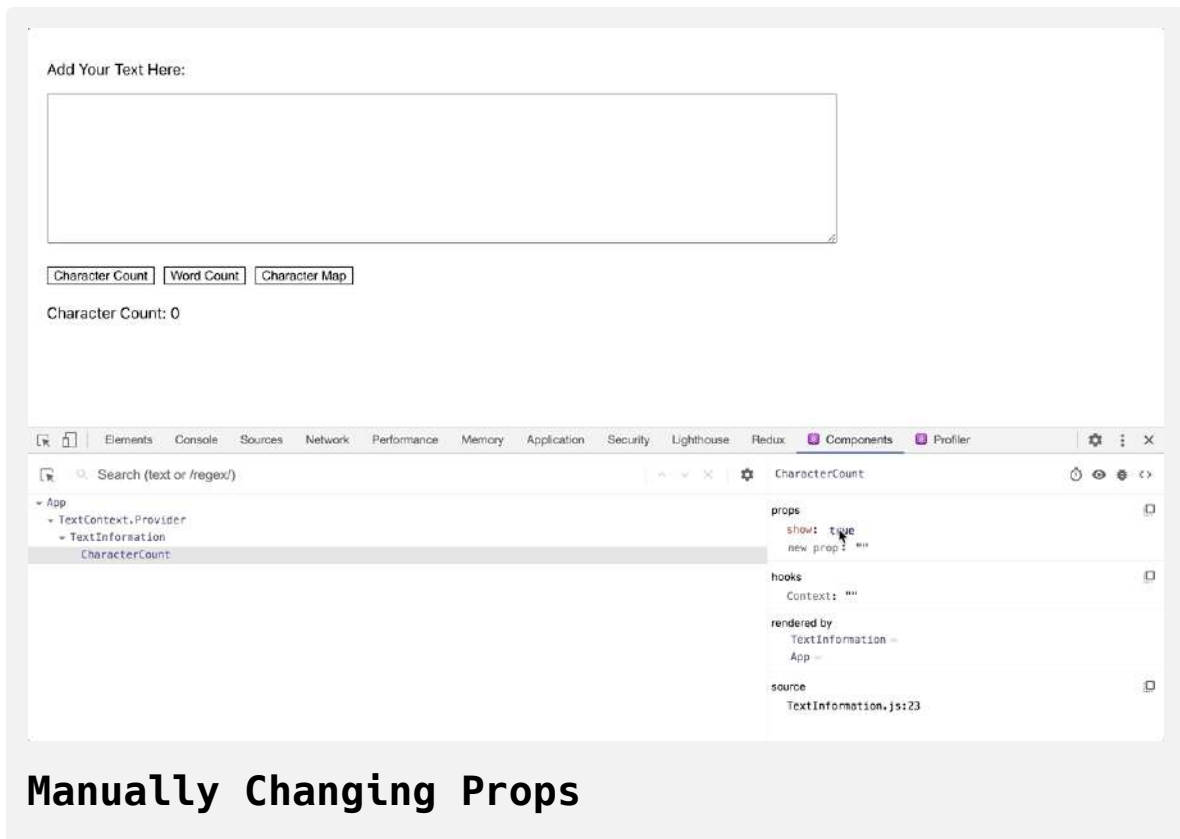 Add Your Text Here:
Character Count Word Count Character Map
Character Count: 0
Elements Console Sources Network Performance Memory Application Security Lighthouse Redux Components Profiler
Search (text or /regex/) CharacterCount
App
TextContext.Provider
TextInformation
CharacterCount
props
show: true
new prop: ""
hooks
Context: ""
rendered by
TextInformation
App
source
TextInformation.js:23
Manually Changing Props